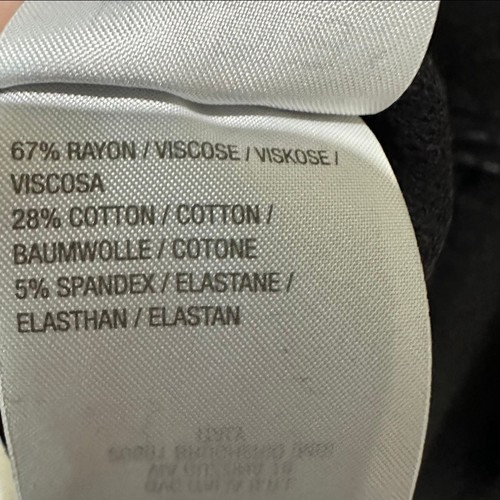 67% RAYON / VISCOSE / VISKOSE /
VISCOSA
28% COTTON / COTTON /
BAUMWOLLE / COTONE
5% SPANDEX / ELASTANE /
ELASTHAN / ELASTAN